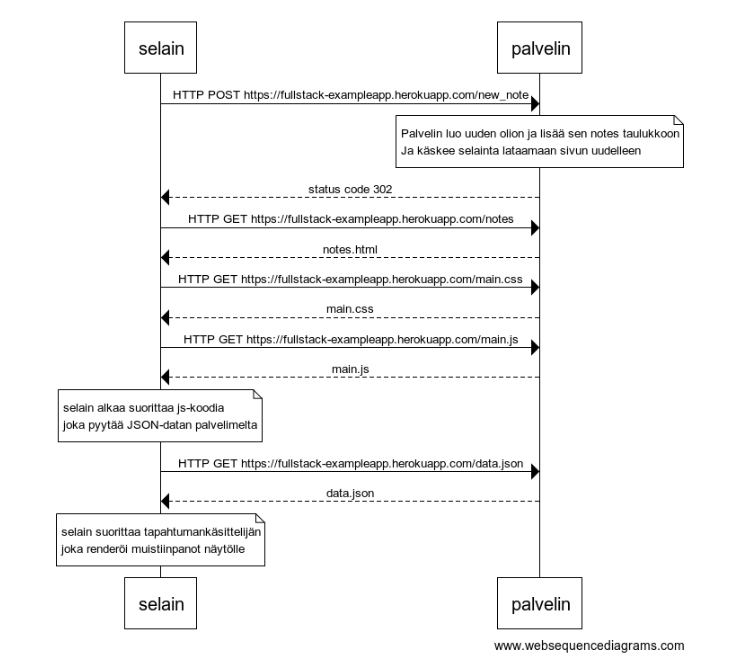 selain
palvelin
HTTP POST https://fullstack-exampleapp.herokuapp.com/new_note
Palvelin luo uuden olion ja lisää sen notes taulukkoon
Ja käskee selainta lataamaan sivun uudelleen
status code 302
HTTP GET https://fullstack-exampleapp.herokuapp.com/notes
notes.html
HTTP GET https://fullstack-exampleapp.herokuapp.com/main.css
main.css
HTTP GET https://fullstack-exampleapp.herokuapp.com/main.js
main.js
selain alkaa suorittaa js-koodia
joka pyytää JSON-datan palvelimelta
HTTP GET https://fullstack-exampleapp.herokuapp.com/data.json
data.json
selain suorittaa tapahtumankäsittelijän
joka renderöi muistiinpanot näytölle
selain
palvelin
www.websequencediagrams.com